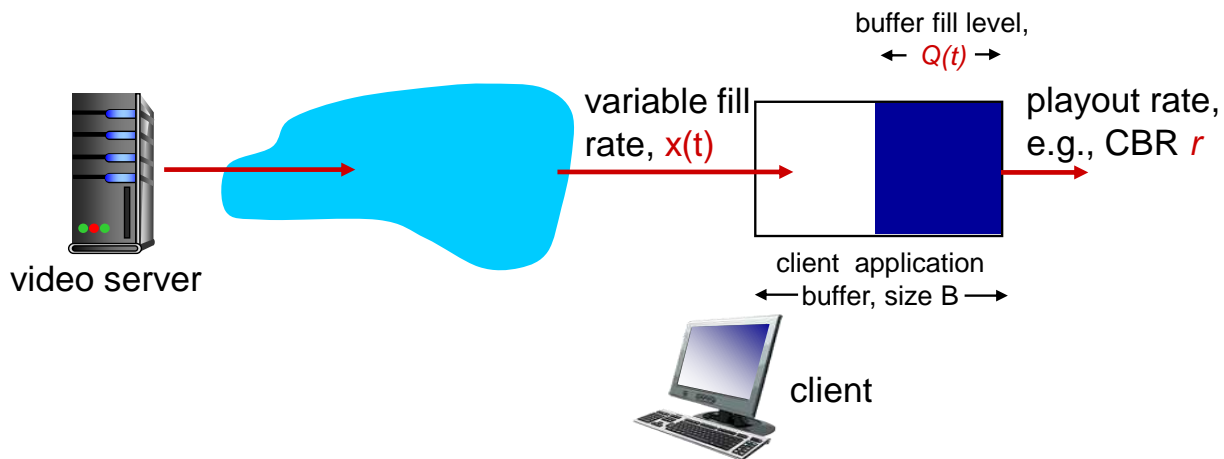 buffer fill level,
Q(t)
variable fill
rate, x(t)
playout rate,
e.g., CBR r
video server
client application
buffer, size B
client